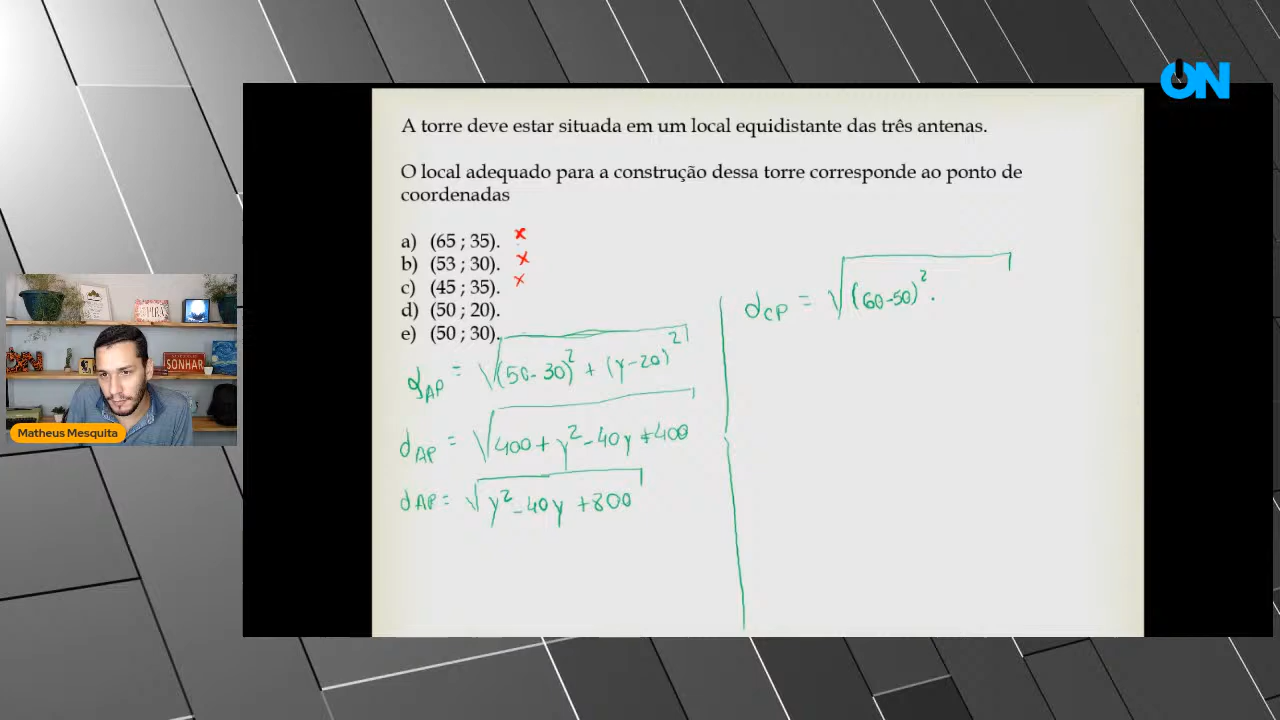 ON
A torre deve estar situada em um local equidistante das três antenas.
O local adequado para a construção dessa torre corresponde ao ponto de
coordenadas
a) (65 ; 35). x
b) (53 ; 30). x
c) (45 ; 35). x
d) (50 ; 20).
e) (50 ; 30).
dAP = √(50-30)² + (y-20)²
dAP = √400 + y² - 40y + 400
dAP = √y² - 40y + 800
dCP = √(60-50)².
SONHAR
Matheus Mesquita